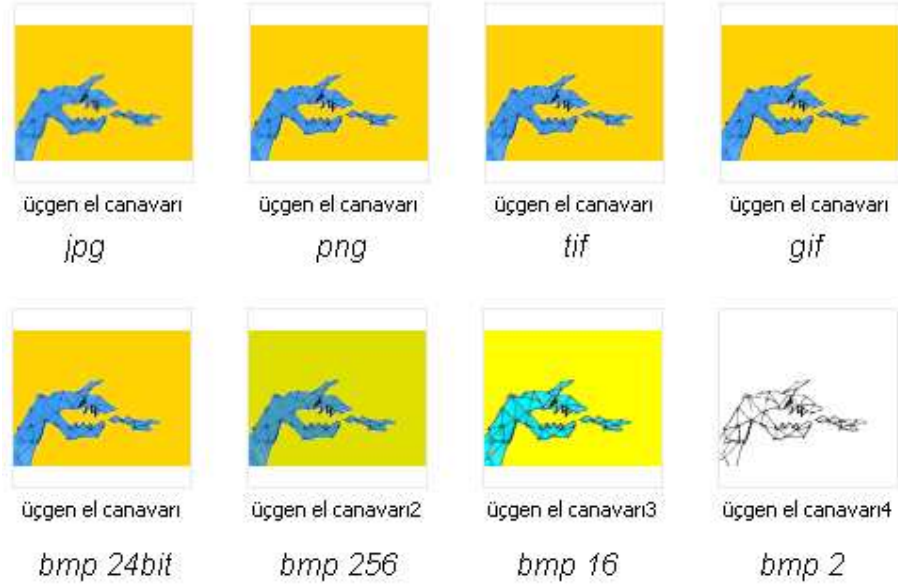 üçgen el canavarı üçgen el canavarı üçgen el canavarı üçgen el canavarı
jpg png tif gif
üçgen el canavarı üçgen el canavarı2 üçgen el canavarı3 üçgen el canavarı4
bmp 24bit bmp 256 bmp 16 bmp 2